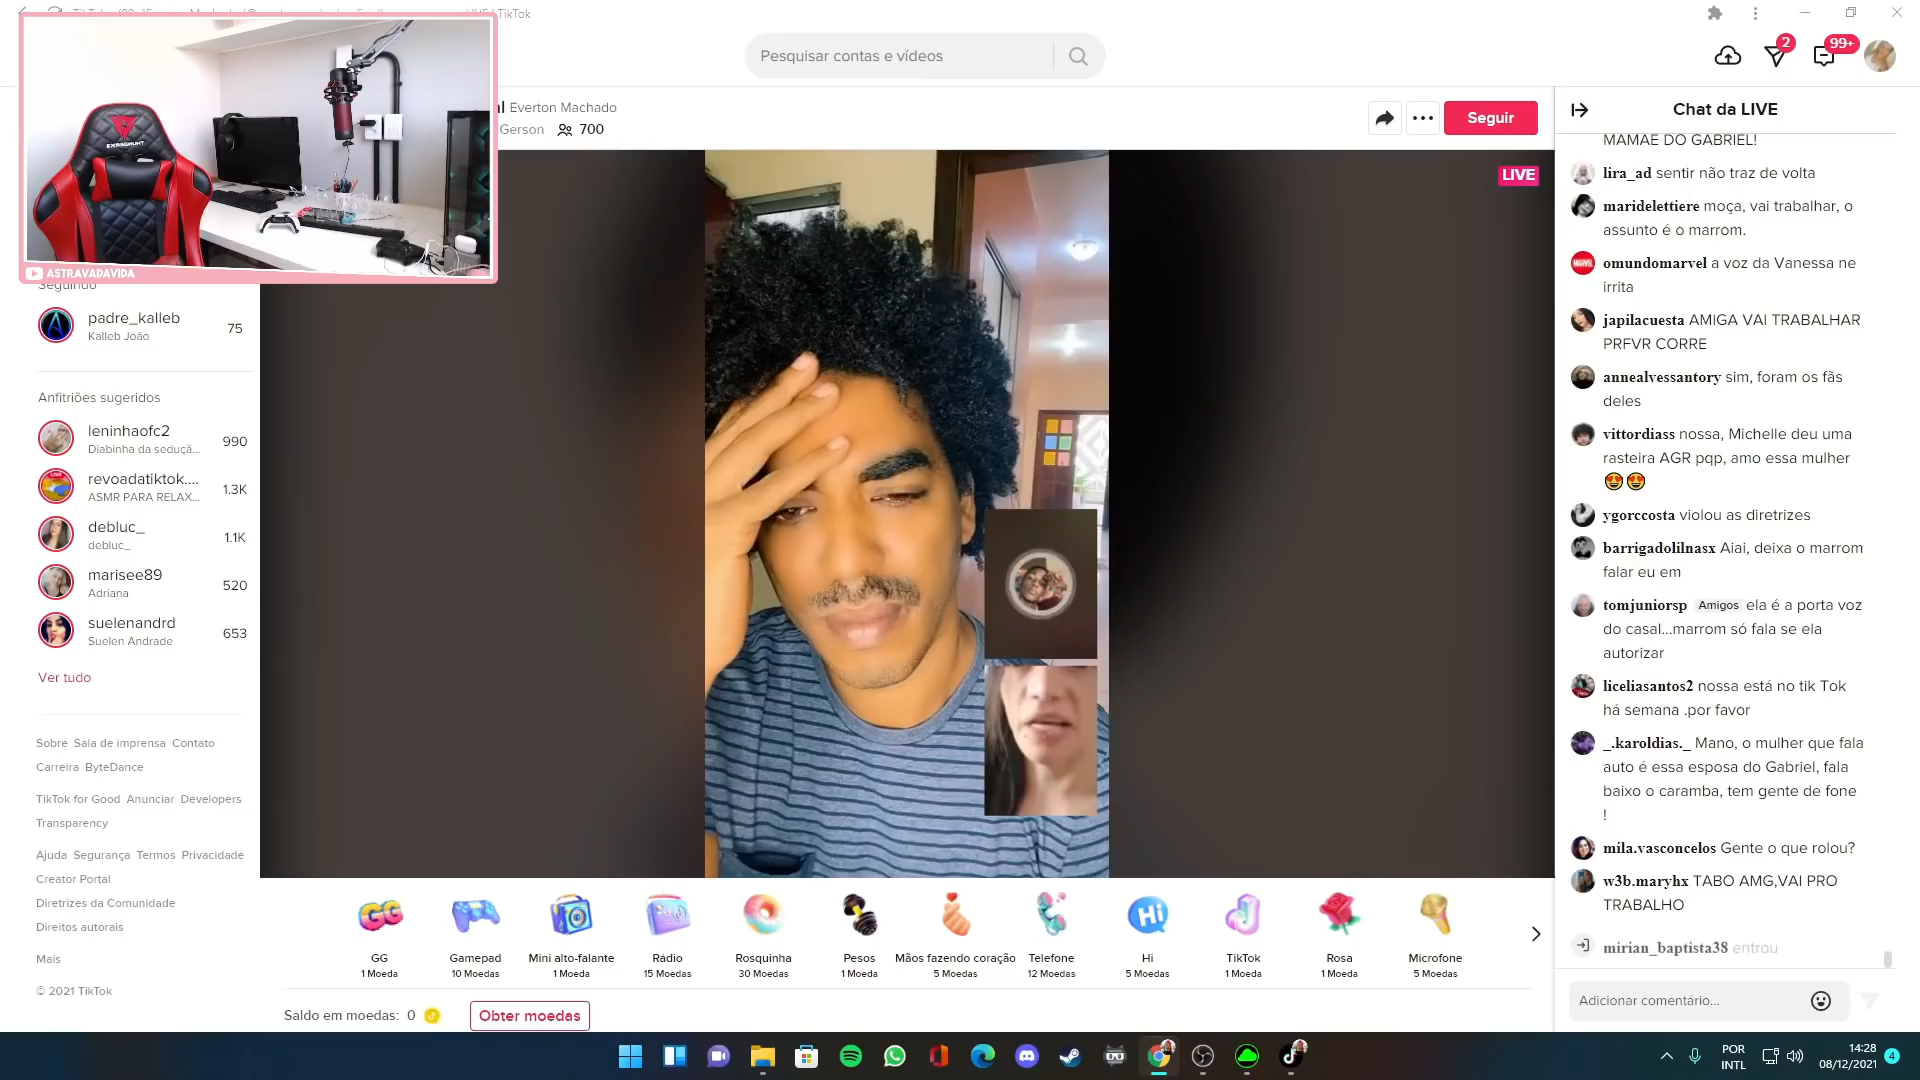 LIVE | TikTok
Pesquisar contas e vídeos
2
99+
Everton Machado
Gerson 700
Seguir
Chat da LIVE
LIVE
ASTRAVADAVIDA
Seguindo
padre_kalleb
Kalleb João
75
Anfitriões sugeridos
leninhaofc2
Diabinha da seduçã...
990
revoadatiktok....
ASMR PARA RELAX...
1.3K
debluc_
debluc_
1.1K
marisee89
Adriana
520
suelenandrd
Suelen Andrade
653
Ver tudo
Sobre Sala de imprensa Contato
Carreira ByteDance
TikTok for Good Anunciar Developers
Transparency
Ajuda Segurança Termos Privacidade
Creator Portal
Diretrizes da Comunidade
Direitos autorais
Mais
© 2021 TikTok
MAMAE DO GABRIEL!
lira_ad sentir não traz de volta
maridelettiere moça, vai trabalhar, o
assunto é o marrom.
omundomarvel a voz da Vanessa ne
irrita
japilacuesta AMIGA VAI TRABALHAR
PRFVR CORRE
annealvessantory sim, foram os fãs
deles
vittordiass nossa, Michelle deu uma
rasteira AGR pqp, amo essa mulher
😍😍
ygorccosta violou as diretrizes
barrigadolilnasx Aiai, deixa o marrom
falar eu em
tomjuniorsp Amigos ela é a porta voz
do casal...marrom só fala se ela
autorizar
liceliasantos2 nossa está no tik Tok
há semana .por favor
_.karoldias._ Mano, o mulher que fala
auto é essa esposa do Gabriel, fala
baixo o caramba, tem gente de fone
!
mila.vasconcelos Gente o que rolou?
w3b.maryhx TABO AMG,VAI PRO
TRABALHO
mirian_baptista38 entrou
Adicionar comentário...
GG
1 Moeda
Gamepad
10 Moedas
Mini alto-falante
1 Moeda
Rádio
15 Moedas
Rosquinha
30 Moedas
Pesos
1 Moeda
Mãos fazendo coração
5 Moedas
Telefone
12 Moedas
Hi
5 Moedas
TikTok
1 Moeda
Rosa
1 Moeda
Microfone
5 Moedas
Saldo em moedas: 0
Obter moedas
POR
INTL
14:28
08/12/2021
4